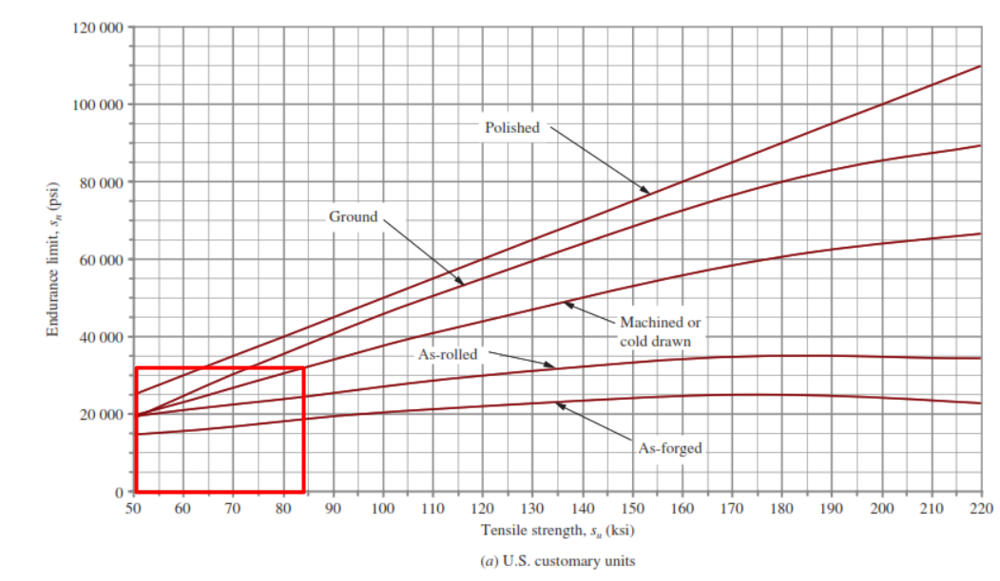 120 000
100 000
Polished
80 000
Ground
Endurance limit, sn (psi)
60 000
Machined or
cold drawn
40 000
As-rolled
20 000
As-forged
0
50 60 70 80 90 100 110 120 130 140 150 160 170 180 190 200 210 220
Tensile strength, su (ksi)
(a) U.S. customary units